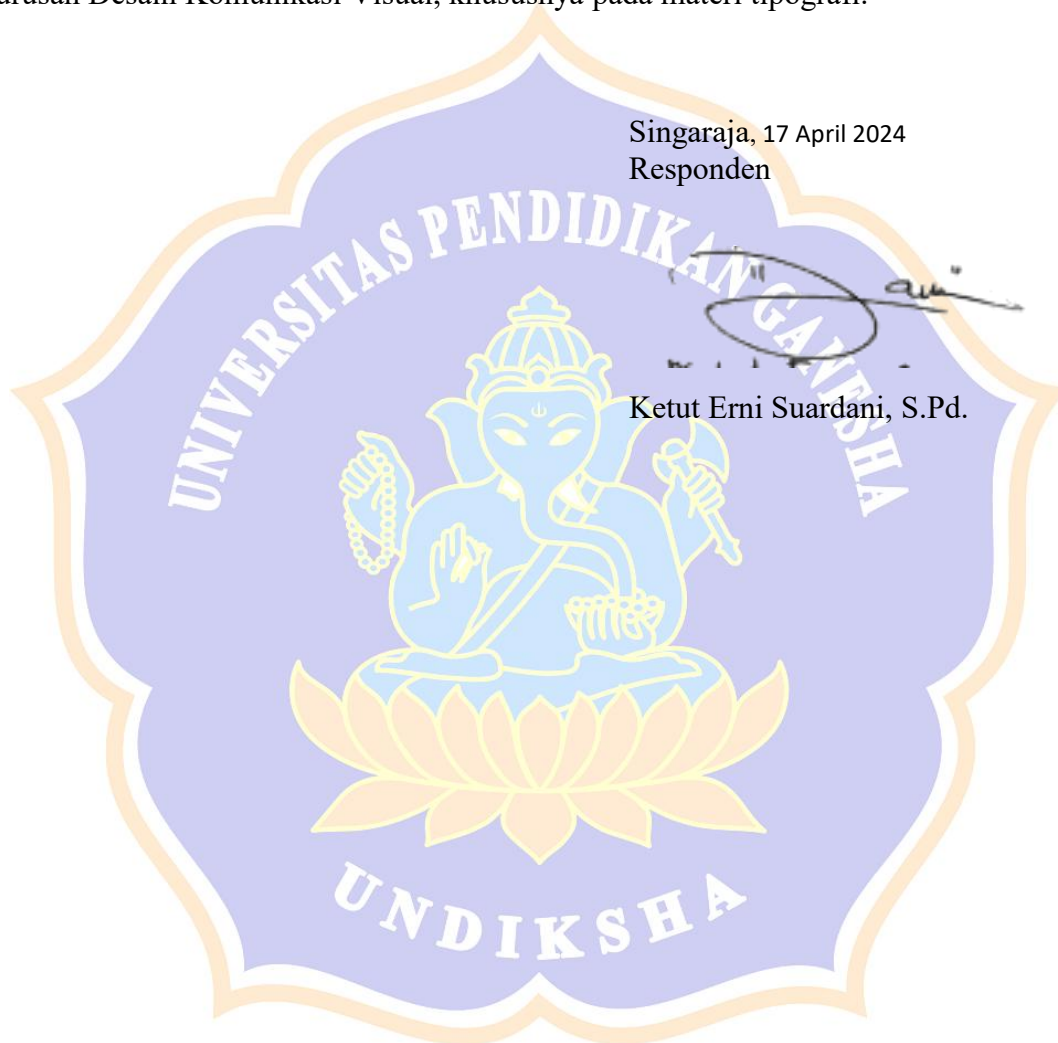 Jurusan Desain Komunikasi Visual, khususnya pada materi tipografi.
Singaraja, 17 April 2024
Responden
Ketut Erni Suardani, S.Pd.
UNIVERSITAS PENDIDIKAN GANESHA
UNDIKSHA